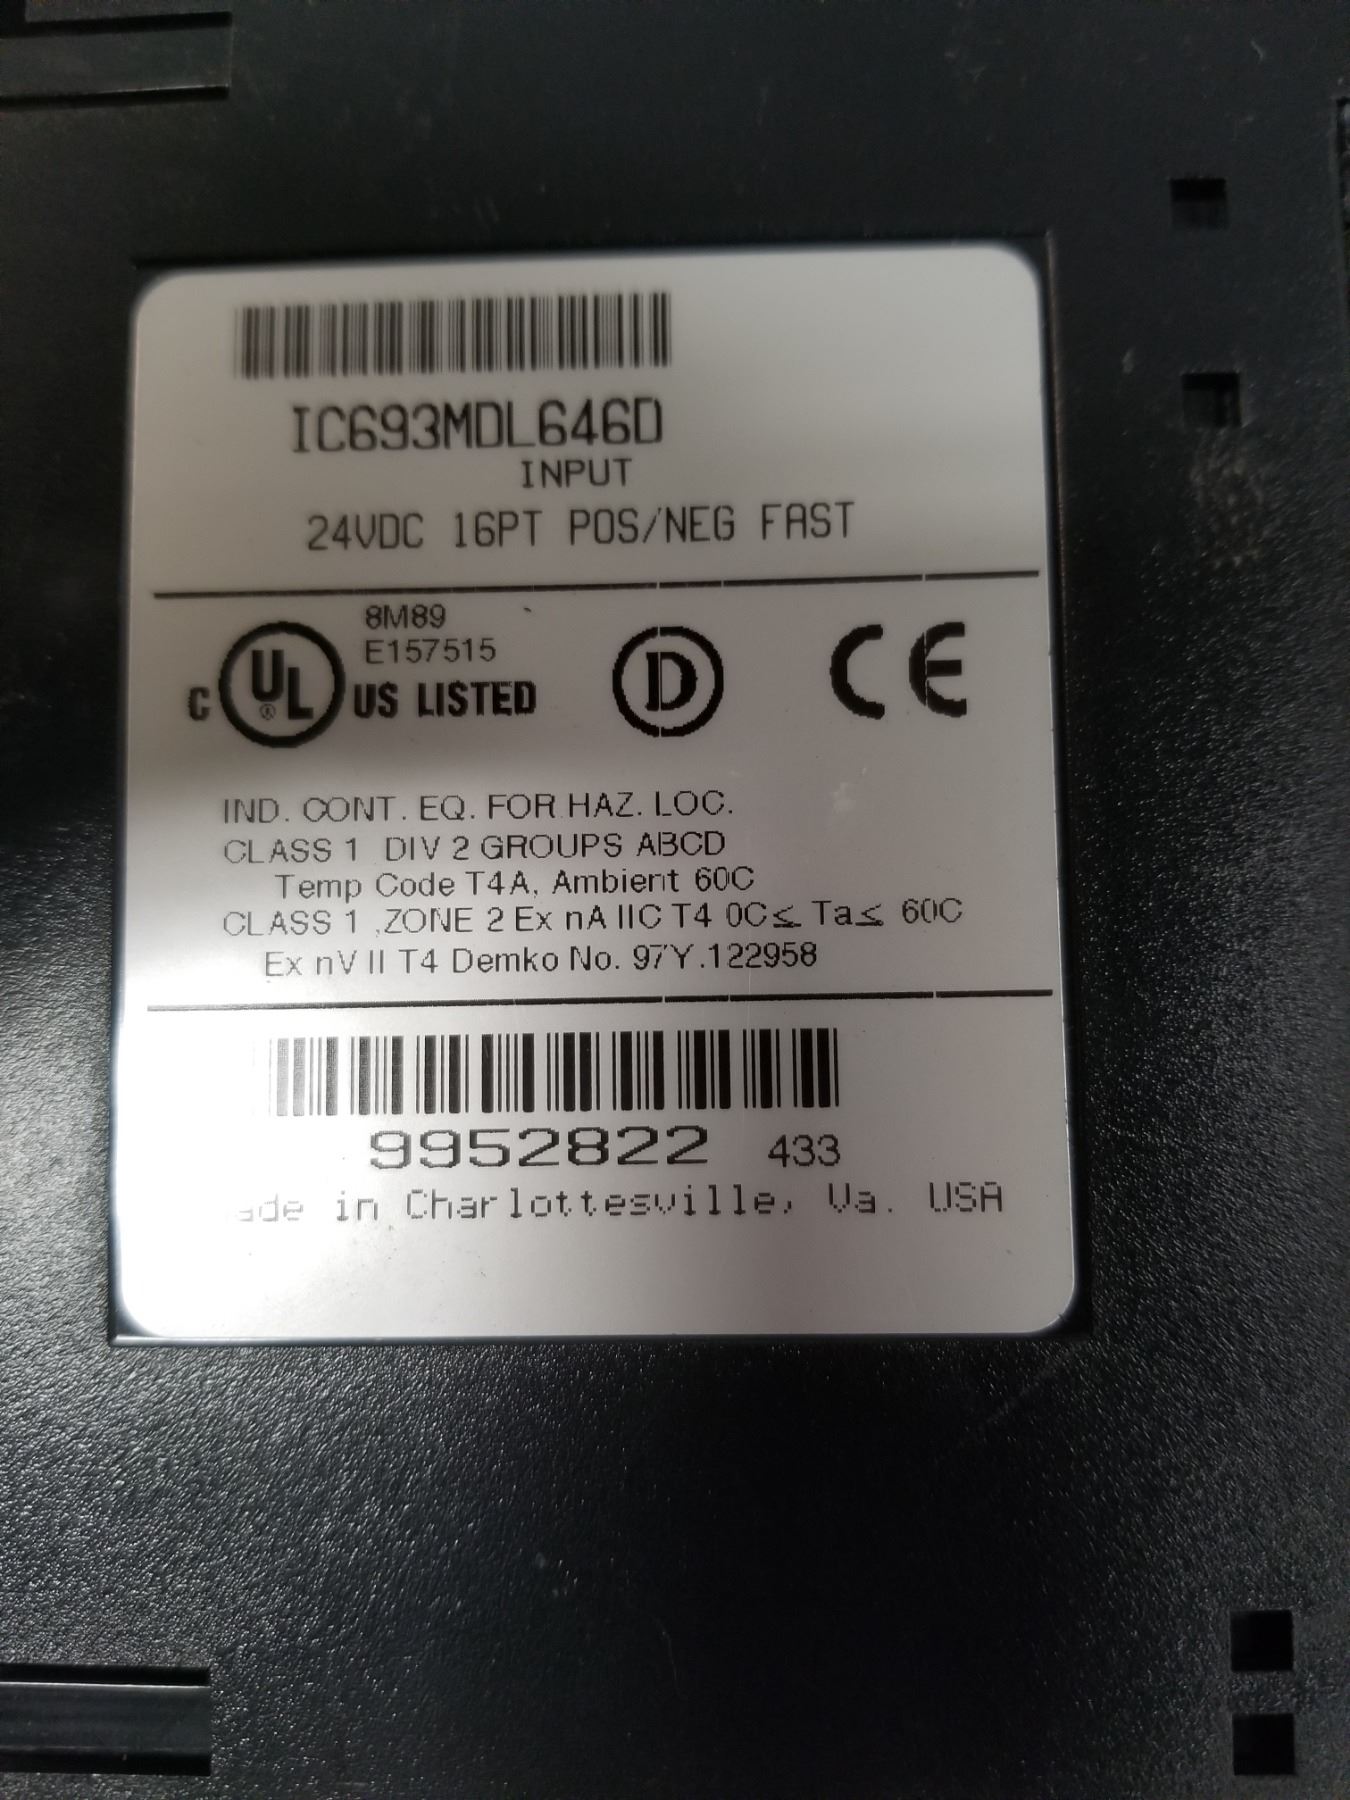 IC693MDL646D
INPUT
24VDC 16PT POS/NEG FAST
8M89
E157515
C UL ® US LISTED
D
CE
IND. CONT. EQ. FOR HAZ. LOC.
CLASS 1 DIV 2 GROUPS ABCD
Temp Code T4A, Ambient 60C
CLASS 1 ,ZONE 2 Ex nA IIC T4 0C≤ Ta≤ 60C
Ex nV II T4 Demko No. 97Y.122958
9952822 433
ade in Charlottesville, Va. USA